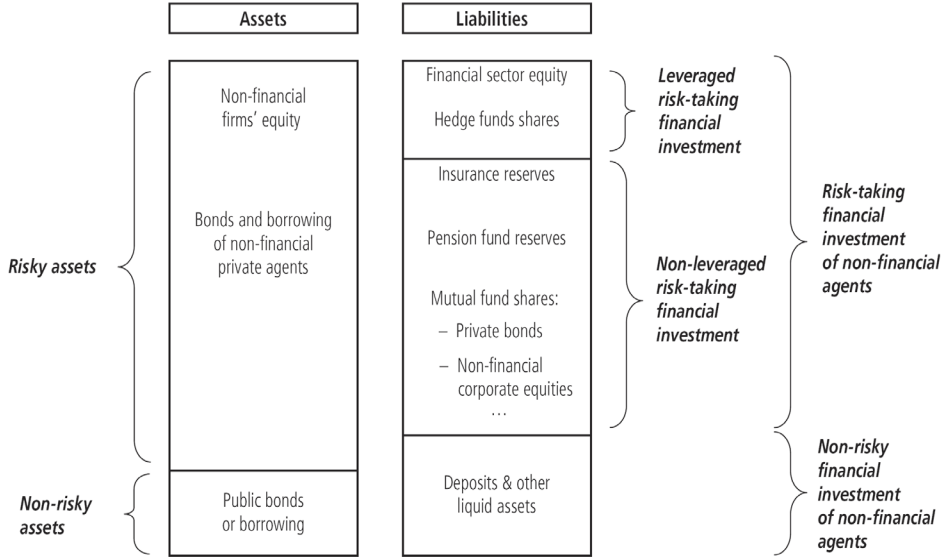 Assets
Liabilities
Non-financial
firms' equity
Bonds and borrowing
of non-financial
private agents
Risky assets
Public bonds
or borrowing
Non-risky
assets
Financial sector equity
Hedge funds shares
Insurance reserves
Pension fund reserves
Mutual fund shares:
– Private bonds
– Non-financial
corporate equities
...
Deposits & other
liquid assets
Leveraged
risk-taking
financial
investment
Non-leveraged
risk-taking
financial
investment
Risk-taking
financial
investment
of non-financial
agents
Non-risky
financial
investment
of non-financial
agents